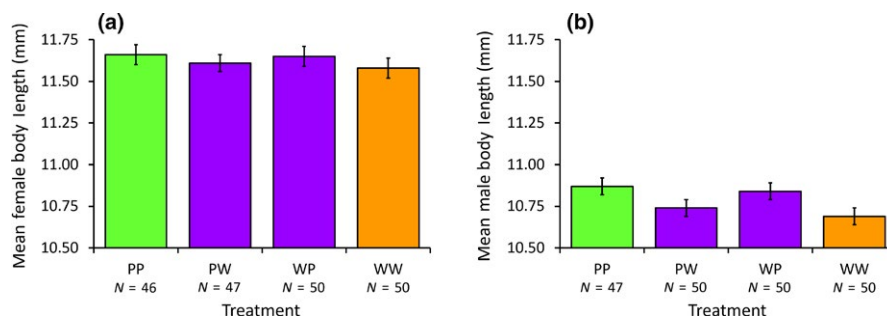 (a)
Mean female body length (mm)
11.75
11.50
11.25
11.00
10.75
10.50
PP PW WP WW
N = 46 N = 47 N = 50 N = 50
Treatment
(b)
Mean male body length (mm)
11.75
11.50
11.25
11.00
10.75
10.50
PP PW WP WW
N = 47 N = 50 N = 50 N = 50
Treatment